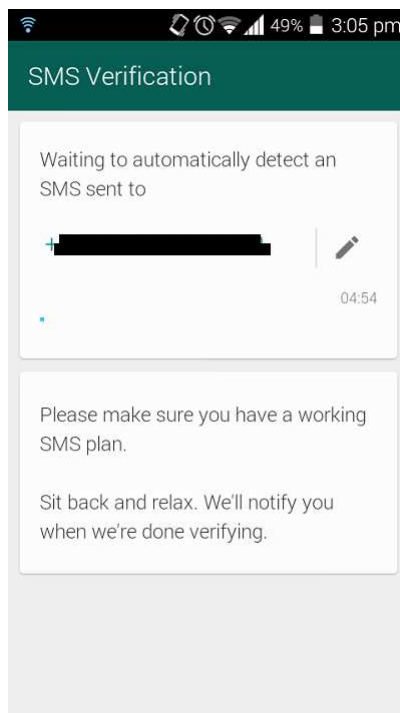 49% 3:05 pm
SMS Verification
Waiting to automatically detect an
SMS sent to
+
04:54
Please make sure you have a working
SMS plan.
Sit back and relax. We'll notify you
when we're done verifying.